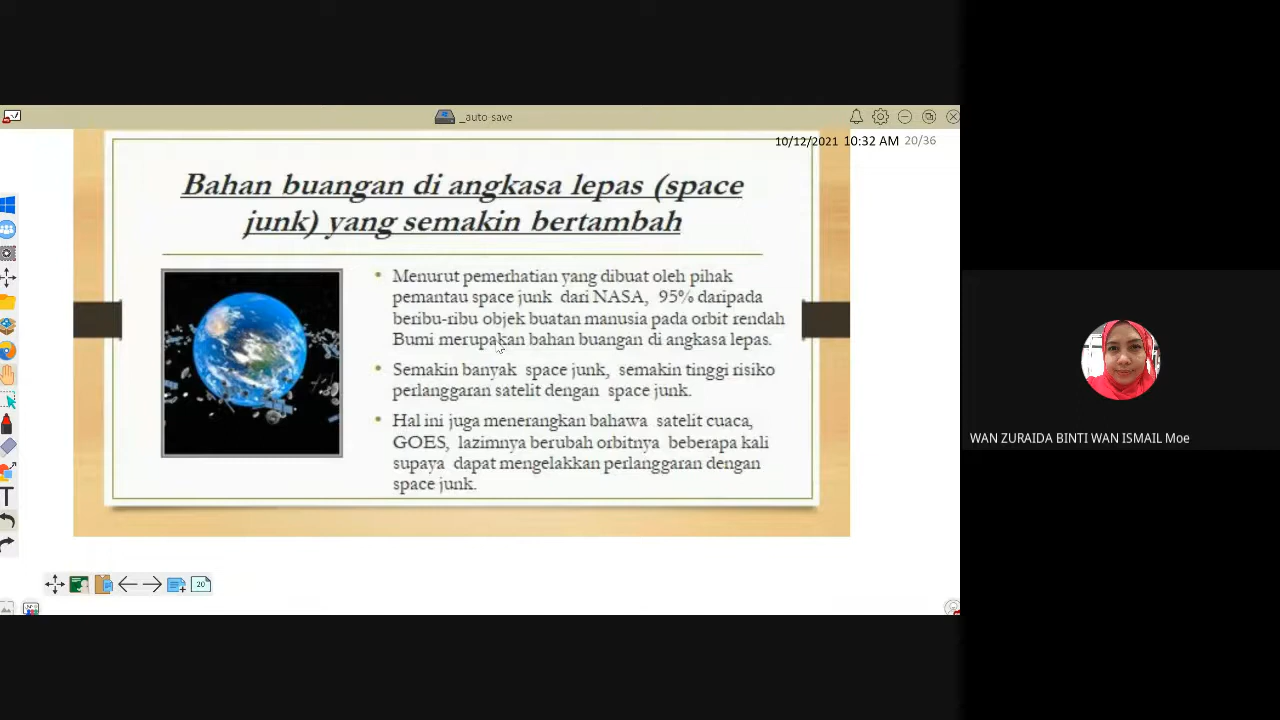 _auto save
10/12/2021 10:32 AM 20/36
Bahan buangan di angkasa lepas (space
junk) yang semakin bertambah
• Menurut pemerhatian yang dibuat oleh pihak
pemantau space junk dari NASA, 95% daripada
beribu-ribu objek buatan manusia pada orbit rendah
Bumi merupakan bahan buangan di angkasa lepas.
• Semakin banyak space junk, semakin tinggi risiko
perlanggaran satelit dengan space junk.
• Hal ini juga menerangkan bahawa satelit cuaca,
GOES, lazimnya berubah orbitnya beberapa kali
supaya dapat mengelakkan perlanggaran dengan
space junk.
WAN ZURAIDA BINTI WAN ISMAIL Moe
T
20